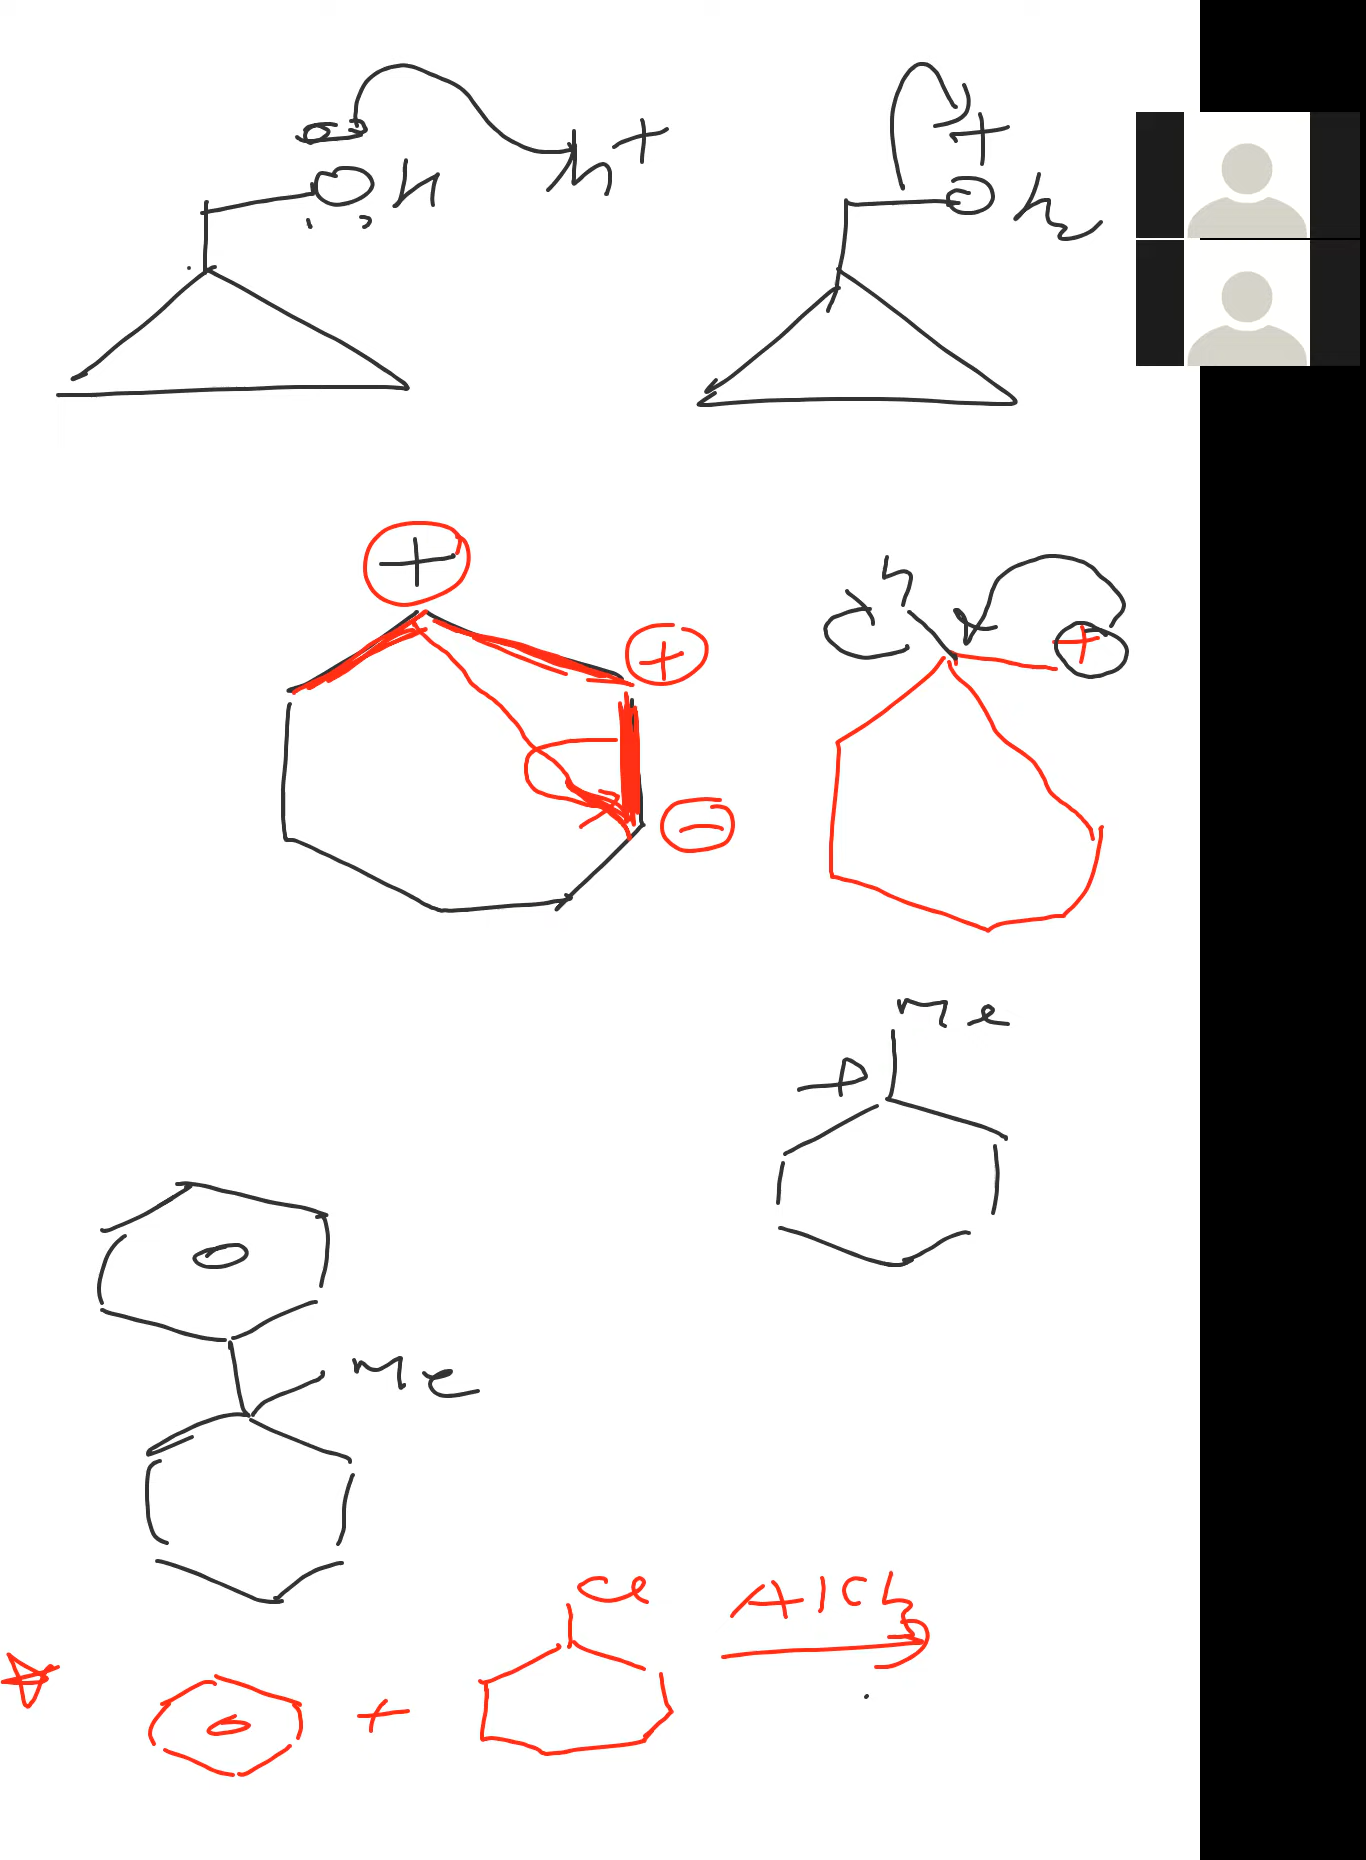 OH H+
+
OH2
+
+ H +
−
Me
Me
Cl AlCl3
+